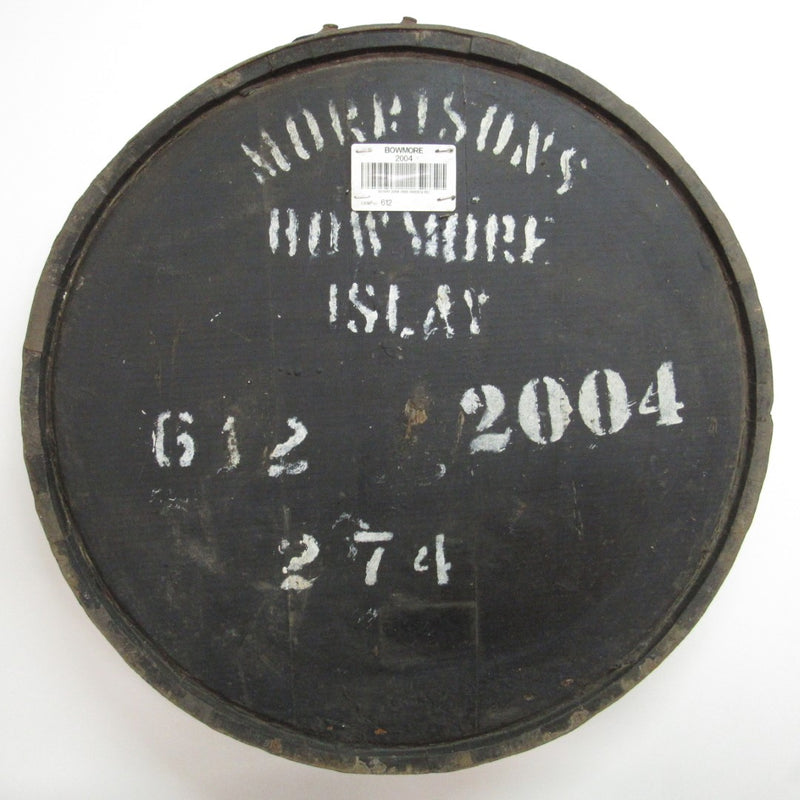 MORRISON'S
BOWMORE
2004
612
BOWMORE
ISLAY
612 2004
274